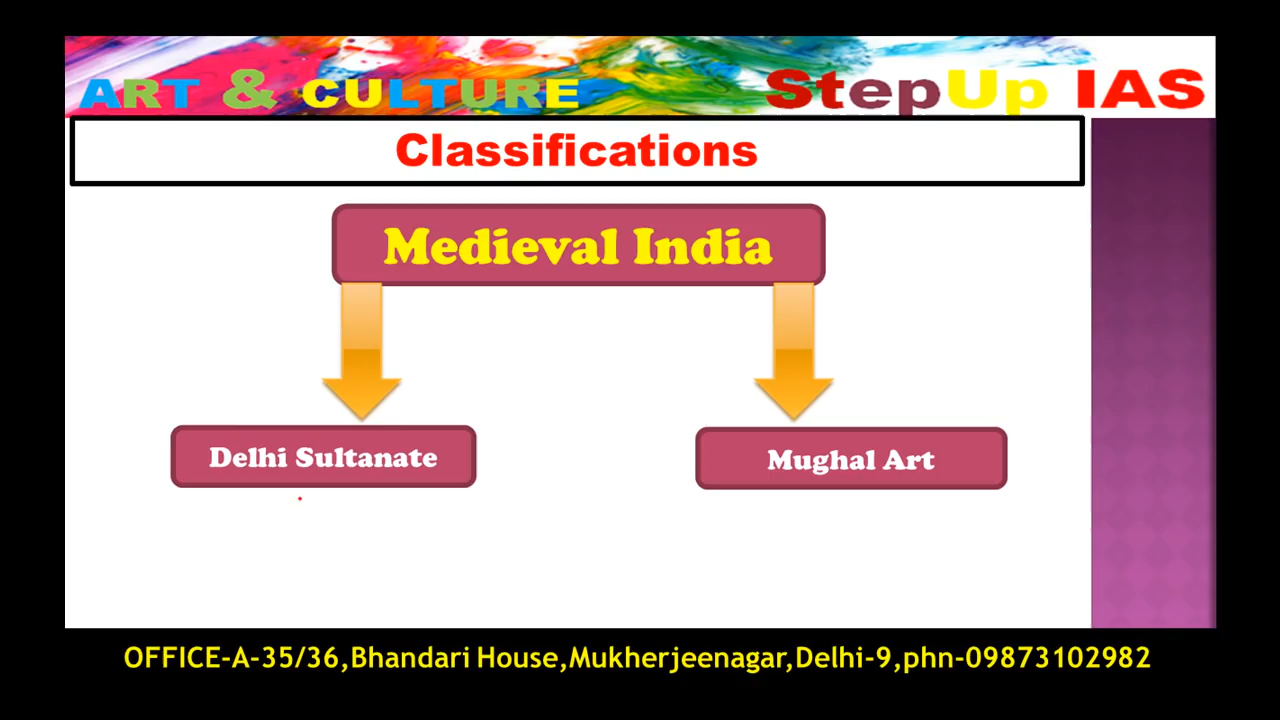 ART & CULTURE
StepUp IAS
Classifications
Medieval India
Delhi Sultanate
Mughal Art
OFFICE-A-35/36,Bhandari House,Mukherjeenagar,Delhi-9,phn-09873102982